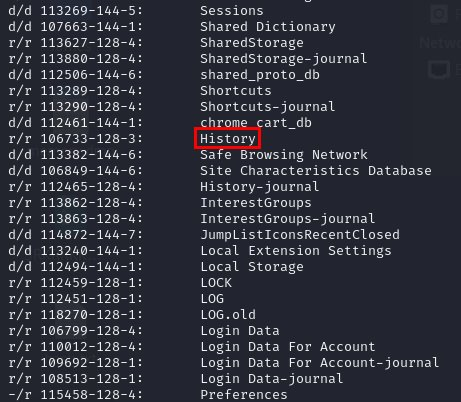 d/d 113269-144-5: Sessions
d/d 107663-144-1: Shared Dictionary
r/r 113627-128-4: SharedStorage
r/r 113880-128-4: SharedStorage-journal
d/d 112506-144-6: shared_proto_db
r/r 113289-128-4: Shortcuts
r/r 113290-128-4: Shortcuts-journal
d/d 112461-144-1: chrome_cart_db
r/r 106733-128-3: History
d/d 113382-144-6: Safe Browsing Network
d/d 106849-144-6: Site Characteristics Database
r/r 112465-128-4: History-journal
r/r 113862-128-4: InterestGroups
r/r 113863-128-4: InterestGroups-journal
d/d 114872-144-7: JumpListIconsRecentClosed
d/d 113240-144-1: Local Extension Settings
d/d 112494-144-1: Local Storage
r/r 112459-128-1: LOCK
r/r 112451-128-1: LOG
r/r 118270-128-1: LOG.old
r/r 106799-128-4: Login Data
r/r 110012-128-4: Login Data For Account
r/r 109692-128-1: Login Data For Account-journal
r/r 108513-128-1: Login Data-journal
-/r 115458-128-4: Preferences